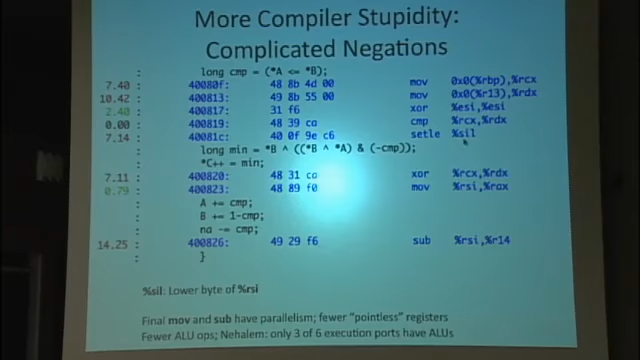 More Compiler Stupidity:
Complicated Negations
: long cmp = (*A <= *B);
7.40 : 40080f: 48 8b 4d 00 mov 0x0(%rbp),%rcx
10.42 : 400813: 49 8b 55 00 mov 0x0(%r13),%rdx
2.40 : 400817: 31 f6 xor %esi,%esi
0.00 : 400819: 48 39 ca cmp %rcx,%rdx
7.14 : 40081c: 40 0f 9e c6 setle %sil
: long min = *B ^ ((*B ^ *A) & (-cmp));
: *C++ = min;
7.11 : 400820: 48 31 ca xor %rcx,%rdx
0.79 : 400823: 48 89 f0 mov %rsi,%rax
: A += cmp;
: B += 1-cmp;
: na -= cmp;
14.25 : 400826: 49 29 f6 sub %rsi,%r14
: }
%sil: Lower byte of %rsi
Final mov and sub have parallelism; fewer "pointless" registers
Fewer ALU ops; Nehalem: only 3 of 6 execution ports have ALUs